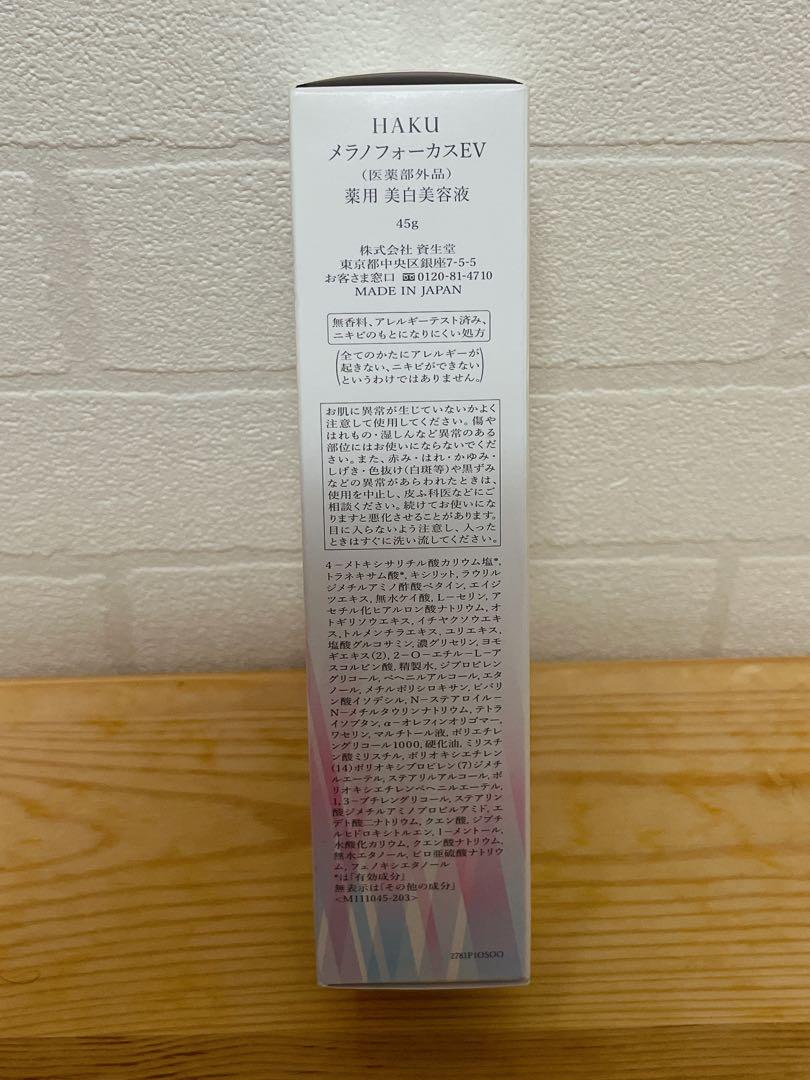 HAKU
メラノフォーカスEV
(医薬部外品)
薬用 美白美容液
45g
株式会社 資生堂
東京都中央区銀座7-5-5
お客さま窓口 0120-81-4710
MADE IN JAPAN
無香料、アレルギーテスト済み、
ニキビのもとになりにくい処方
(全てのかたにアレルギーが
起きない、ニキビができない
というわけではありません。)
お肌に異常が生じていないかよく
注意して使用してください。傷や
はれもの・湿しんなど異常のある
部位にはお使いにならないでくだ
さい。また、赤み・はれ・かゆみ・
しげき・色抜け(白斑等)や黒ずみ
などの異常があらわれたときは、
使用を中止し、皮ふ科医などにご
相談ください。続けてお使いにな
りますと悪化させることがあります。
目に入らないよう注意し、入った
ときはすぐに洗い流してください。
4-メトキシサリチル酸カリウム塩*,
トラネキサム酸*, キシリット, ラウリル
ジメチルアミノ酢酸ベタイン, エイジ
ツエキス, 無水ケイ酸, L-セリン, ア
セチル化ヒアルロン酸ナトリウム, オ
トギリソウエキス, イチヤクソウエキ
ス, トルメンチラエキス, ユリエキス,
塩酸グルコサミン, 濃グリセリン, ヨモ
ギエキス(2), 2-O-エチル-L-ア
スコルビン酸, 精製水, ジプロピレン
グリコール, ベヘニルアルコール, エタ
ノール, メチルポリシロキサン, ピバリ
ン酸イソデシル, N-ステアロイル-
N-メチルタウリンナトリウム, テトライ
ソブタン, α-オレフィンオリゴマー,
ワセリン, マルチトール液, ポリエチレ
ングリコール1000, 硬化油, ミリスチ
ン酸ミリスチル, ポリオキシエチレン
(14)ポリオキシプロピレン(7)ジメチ
ルエーテル, ステアリルアルコール, ポ
リオキシエチレンベヘニルエーテル,
1,3-ブチレングリコール, ステアリン
酸ジメチルアミノプロピルアミド, エ
デト酸二ナトリウム, クエン酸, ジブチ
ルヒドロキシトルエン, l-メントール,
水酸化カリウム, クエン酸ナトリウム,
無水エタノール, ピロ亜硫酸ナトリウ
ム, フェノキシエタノール
*は「有効成分」
無表示は「その他の成分」
<M111045-203>
2781P1OSOO